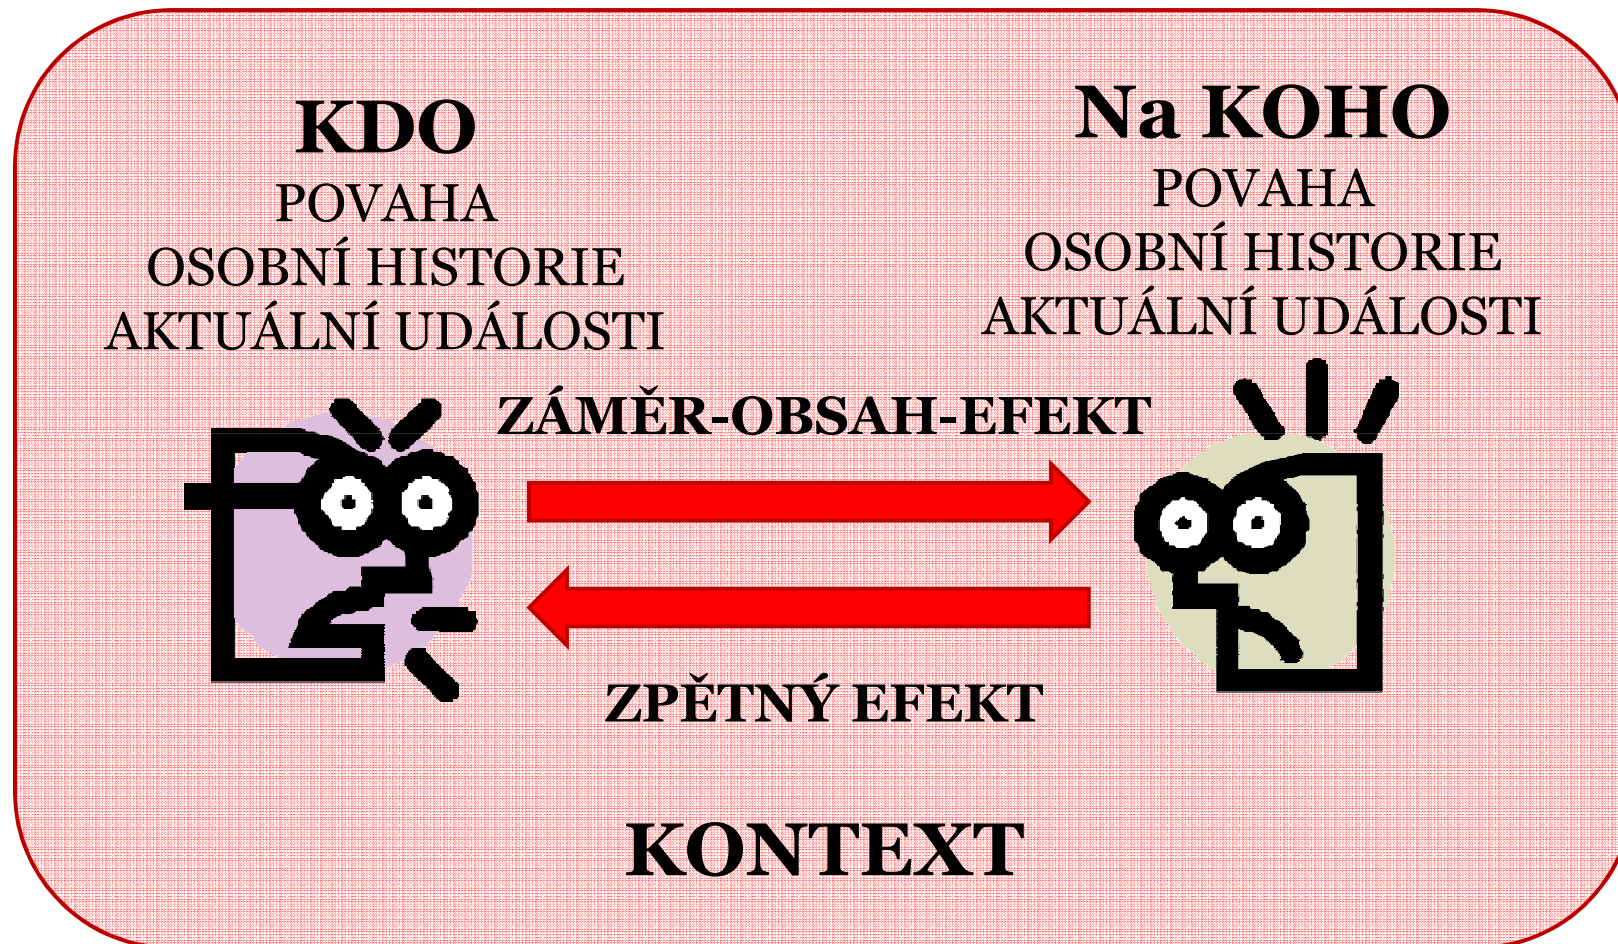 KDO
POVAHA
OSOBNÍ HISTORIE
AKTUÁLNÍ UDÁLOSTI
Na KOHO
POVAHA
OSOBNÍ HISTORIE
AKTUÁLNÍ UDÁLOSTI
ZÁMĚR-OBSAH-EFEKT
ZPĚTNÝ EFEKT
KONTEXT